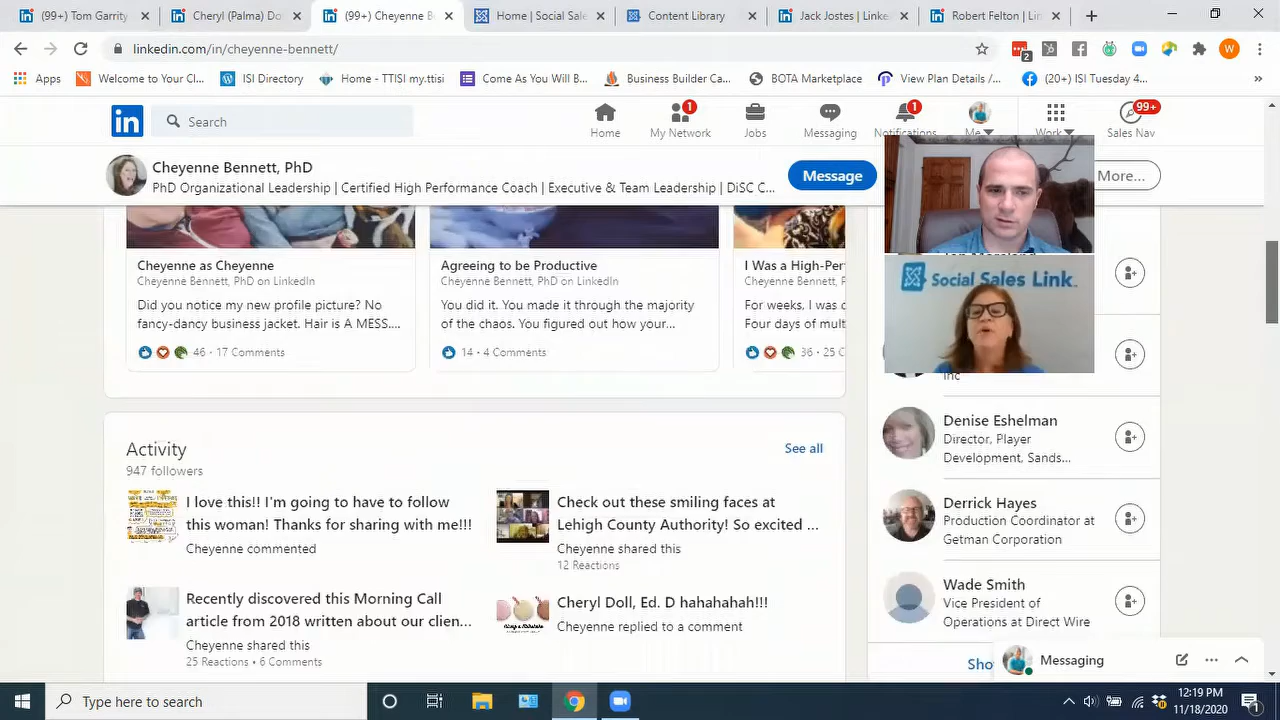 (99+) Tom Garrity
Cheryl (Palma) Do
(99+) Cheyenne B
Home | Social Sale
Content Library
Jack Jostes | Linke
Robert Felton | Lin
linkedin.com/in/cheyenne-bennett/
2
W
Apps
Welcome to Your Cl...
ISI Directory
Home - TTISI my.ttisi
Come As You Will B...
Business Builder Ca...
BOTA Marketplace
View Plan Details /...
(20+) ISI Tuesday 4...
»
in
Search
Home
1
My Network
Jobs
Messaging
1
Notifications
Me
Work
99+
Sales Nav
Cheyenne Bennett, PhD
PhD Organizational Leadership | Certified High Performance Coach | Executive & Team Leadership | DiSC C...
Message
More...
Social Sales Link
Cheyenne as Cheyenne
Cheyenne Bennett, PhD on LinkedIn
Did you notice my new profile picture? No
fancy-dancy business jacket. Hair is A MESS....
46 · 17 Comments
Agreeing to be Productive
Cheyenne Bennett, PhD on LinkedIn
You did it. You made it through the majority
of the chaos. You figured out how your...
14 · 4 Comments
I Was a High-Per
Cheyenne Bennett, P
For weeks, I was c
Four days of mult
36 · 25 C
Inc
Activity
See all
947 followers
I love this!! I'm going to have to follow
this woman! Thanks for sharing with me!!!
Cheyenne commented
Check out these smiling faces at
Lehigh County Authority! So excited ...
Cheyenne shared this
12 Reactions
Recently discovered this Morning Call
article from 2018 written about our clien...
Cheyenne shared this
25 Reactions • 6 Comments
Cheryl Doll, Ed. D hahahahah!!!
Cheyenne replied to a comment
Denise Eshelman
Director, Player
Development, Sands...
Derrick Hayes
Production Coordinator at
Getman Corporation
Wade Smith
Vice President of
Operations at Direct Wire
Sho
Messaging
Type here to search
12:19 PM
11/18/2020
1